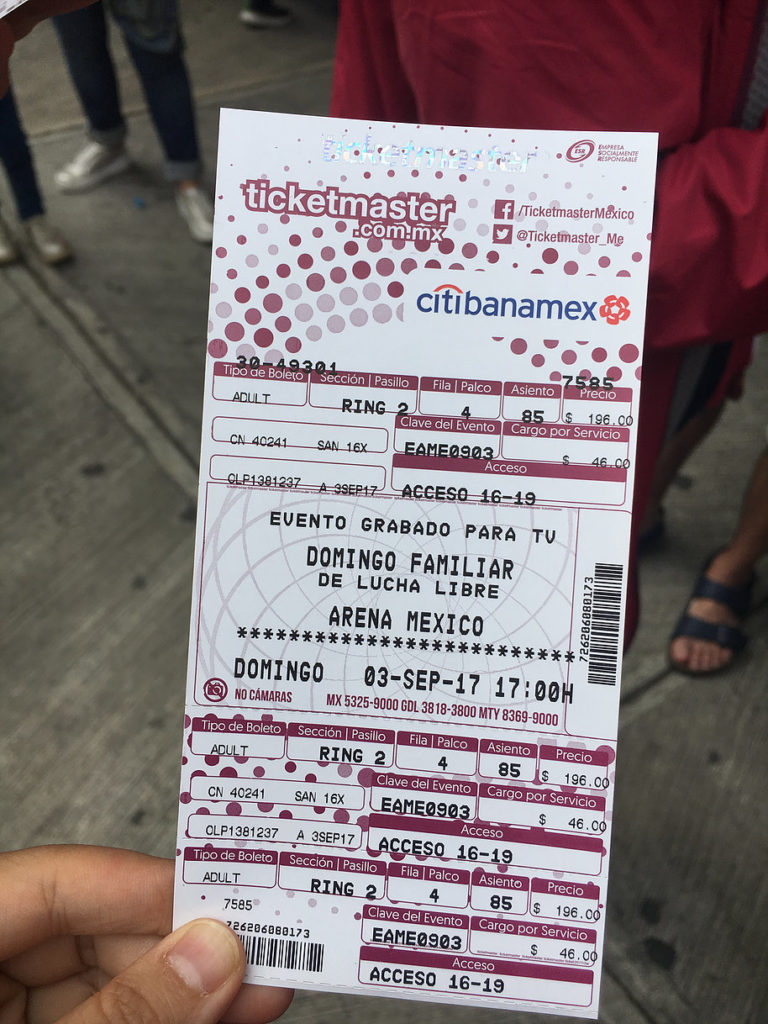 ticketmaster
ESR EMPRESA SOCIALMENTE RESPONSABLE
ticketmaster
.com.mx
/TicketmasterMéxico
@Ticketmaster_Me
citibanamex
30-49301 7585
Tipo de Boleto Sección | Pasillo Fila | Palco Asiento Precio
ADULT RING 2 4 85 $ 196.00
Clave del Evento Cargo por Servicio
CN 40241 SAN 16X EAME0903 $ 46.00
Acceso
OLP1381237 A 3SEP17 ACCESO 16-19
EVENTO GRABADO PARA TV
DOMINGO FAMILIAR
DE LUCHA LIBRE
ARENA MEXICO
**************************
DOMINGO 03-SEP-17 17:00H
NO CÁMARAS MX 5325-9000 GDL 3818-3800 MTY 8369-9000
726206080173
Tipo de Boleto Sección | Pasillo Fila | Palco Asiento Precio
ADULT RING 2 4 85 $ 196.00
Clave del Evento Cargo por Servicio
CN 40241 SAN 16X EAME0903 $ 46.00
Acceso
OLP1381237 A 3SEP17 ACCESO 16-19
Tipo de Boleto Sección | Pasillo Fila | Palco Asiento Precio
ADULT RING 2 4 85 $ 196.00
7585
Clave del Evento Cargo por Servicio
726206080173 EAME0903 $ 46.00
Acceso
ACCESO 16-19